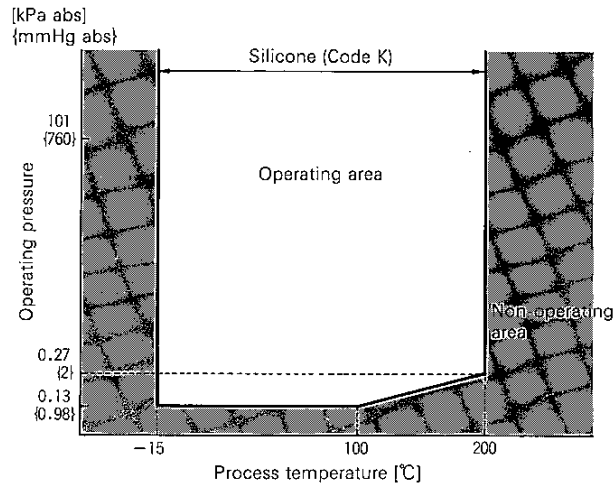 [kPa abs]
{mmHg abs}
Silicone (Code K)
101
{760}
Operating area
Operating pressure
Non-operating
area
0.27
{2}
0.13
{0.98}
-15
100
200
Process temperature [℃]